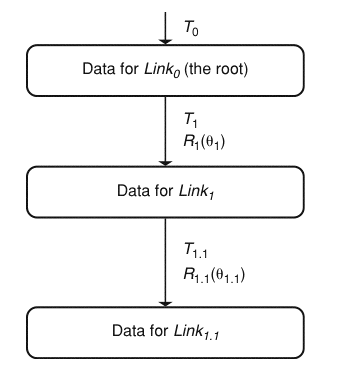 T₀
Data for Link₀ (the root)
T₁
R₁(θ₁)
Data for Link₁
T₁.₁
R₁.₁(θ₁.₁)
Data for Link₁.₁